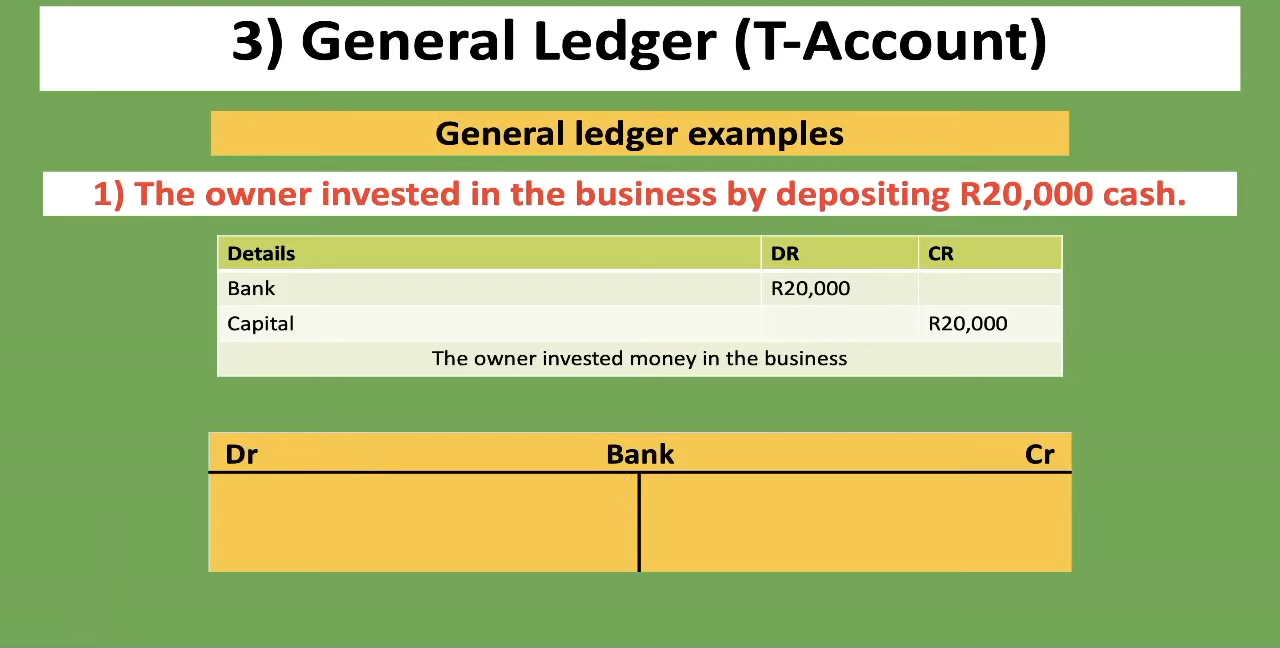 3) General Ledger (T-Account)
General ledger examples
1) The owner invested in the business by depositing R20,000 cash.
Details DR CR
Bank R20,000
Capital R20,000
The owner invested money in the business
Dr Bank Cr